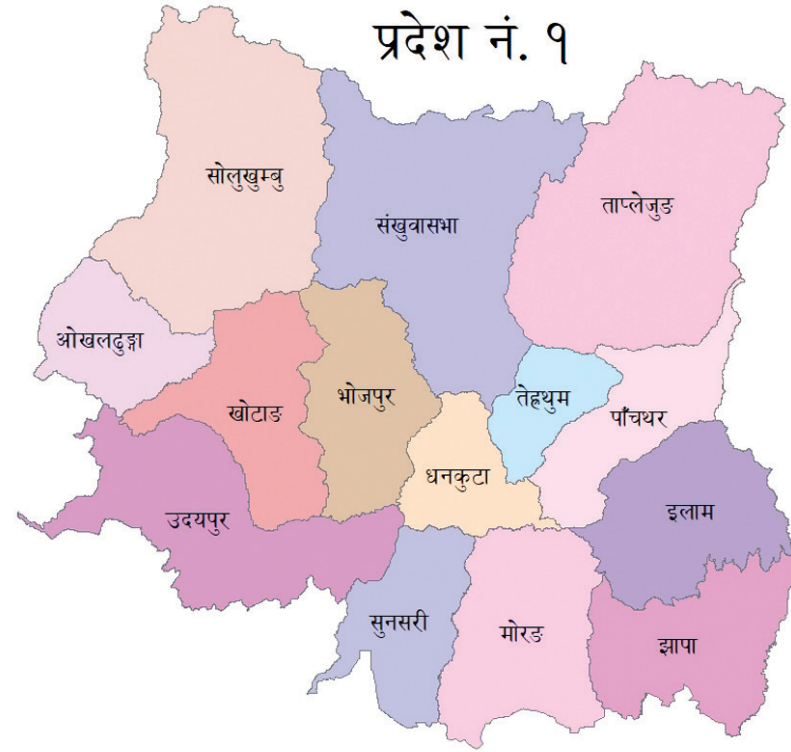 प्रदेश नं. १
सोलुखुम्बु
संखुवासभा
ताप्लेजुङ
ओखलढुङ्गा
खोटाङ
भोजपुर
तेह्रथुम
पाँचथर
धनकुटा
उदयपुर
इलाम
सुनसरी
मोरङ
झापा